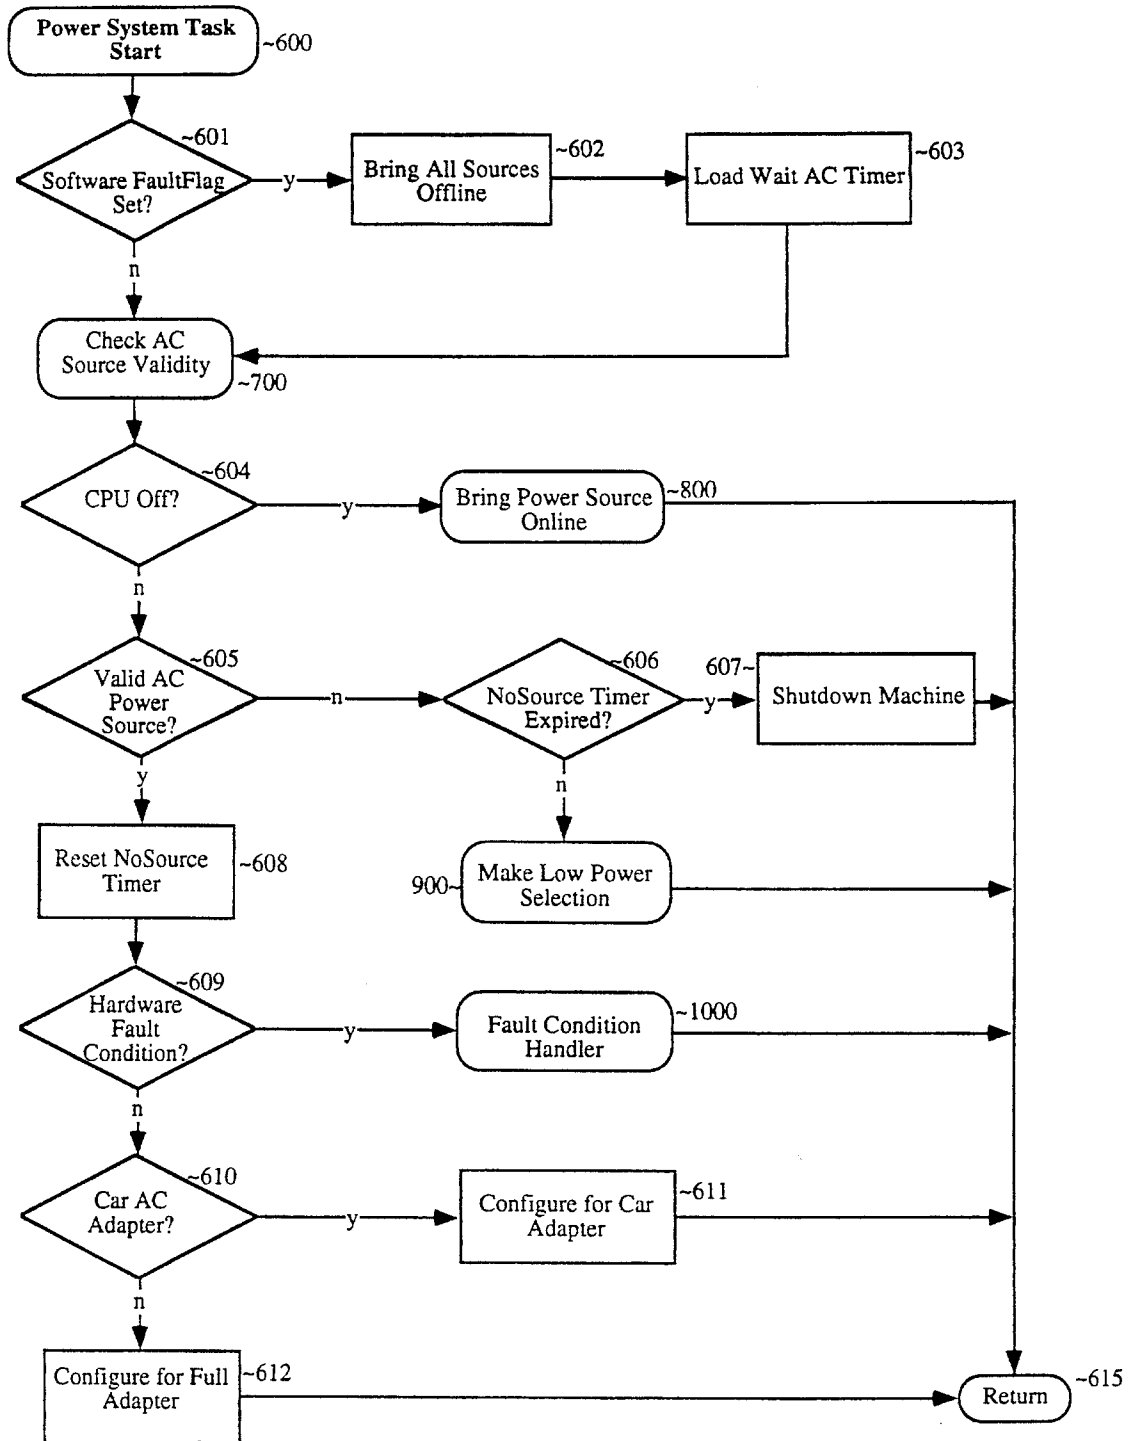 Power System Task
Start
~600
~601
Software FaultFlag
Set?
y
Bring All Sources
Offline
~602
Load Wait AC Timer
~603
n
Check AC
Source Validity
~700
~604
CPU Off?
y
Bring Power Source
Online
~800
n
~605
Valid AC
Power
Source?
n
~606
NoSource Timer
Expired?
y
607~
Shutdown Machine
y
n
Reset NoSource
Timer
~608
900~
Make Low Power
Selection
~609
Hardware
Fault
Condition?
y
Fault Condition
Handler
~1000
n
~610
Car AC
Adapter?
y
Configure for Car
Adapter
~611
n
Configure for Full
Adapter
~612
Return
~615